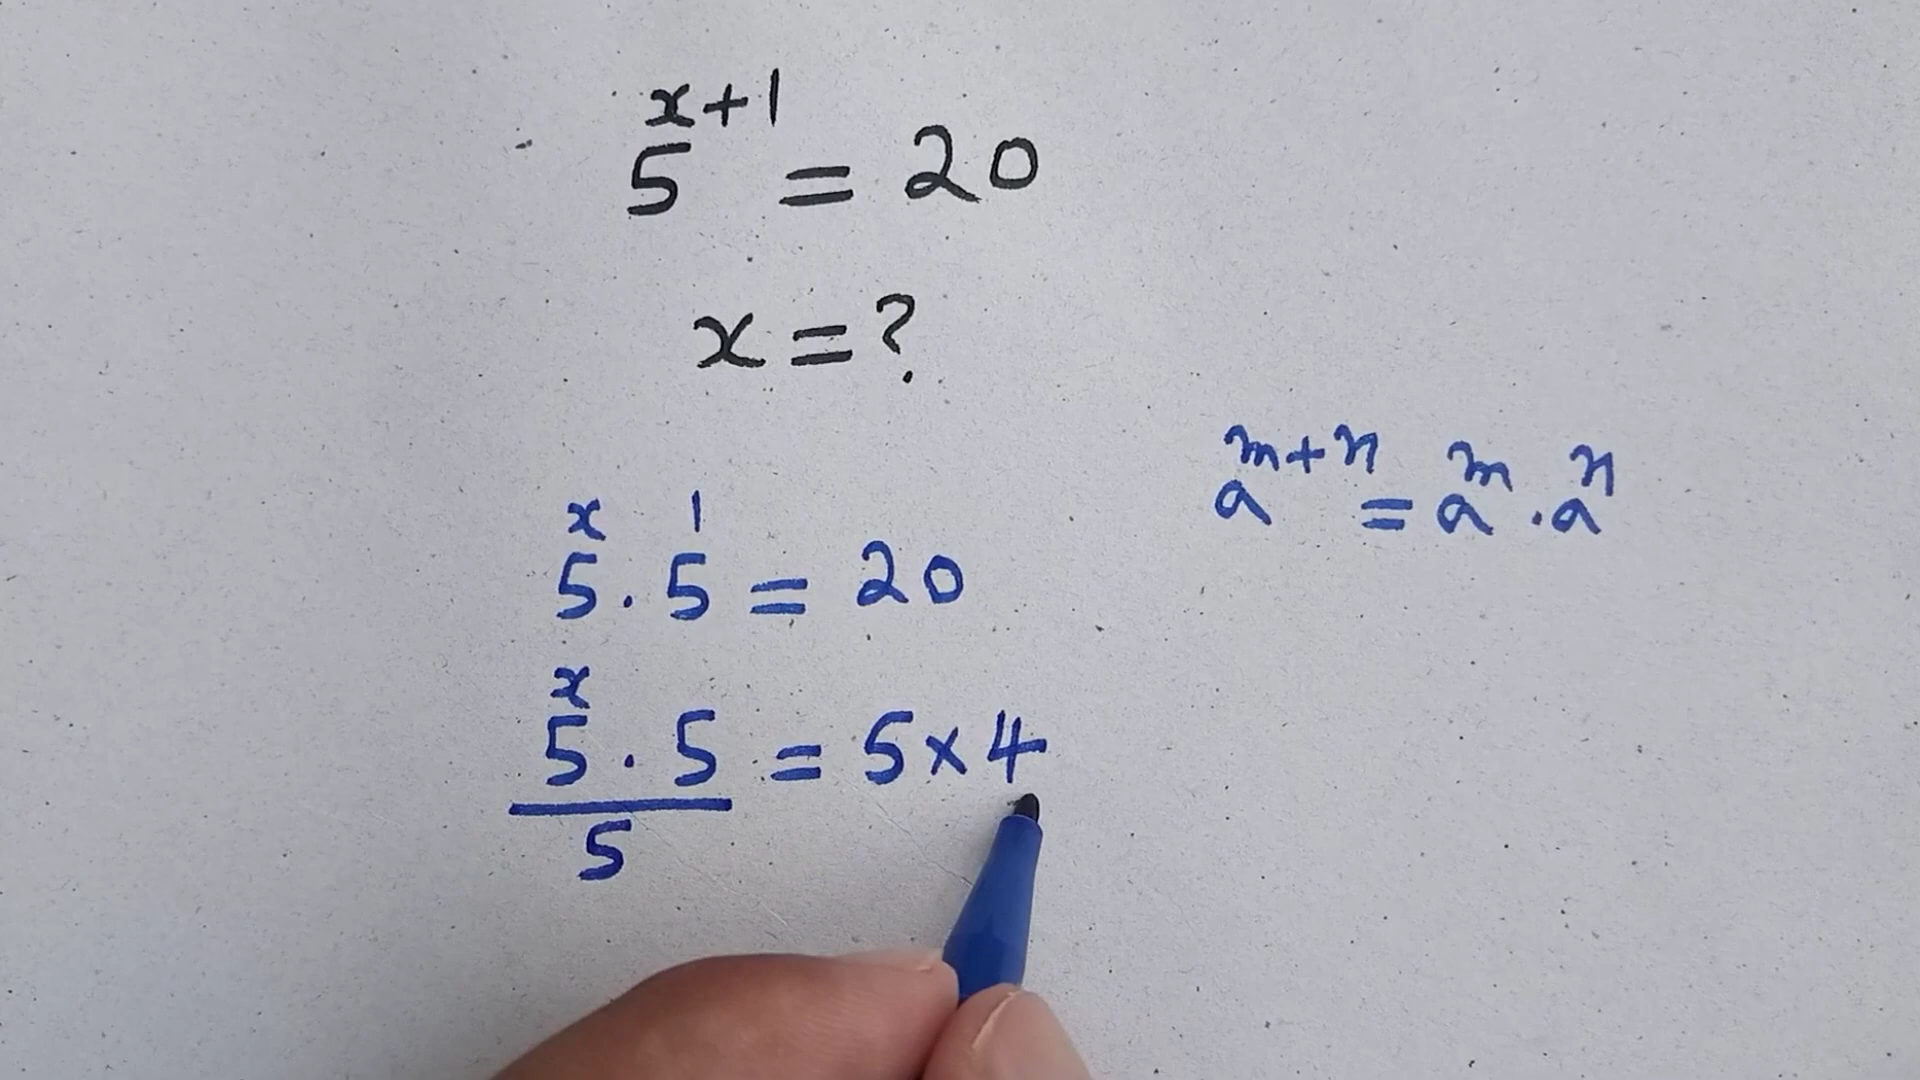 5^{x+1} = 20
x = ?
a^{m+n} = a^m . a^n
5^x . 5^1 = 20
5^x . 5 = 5 × 4
5